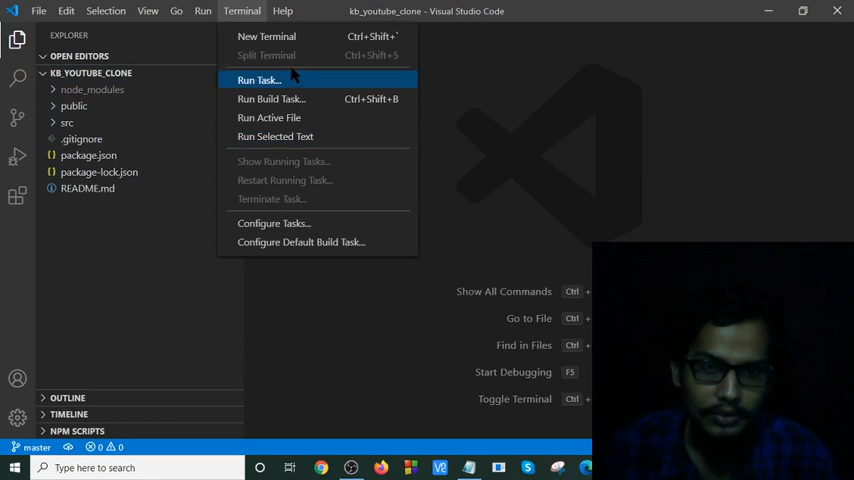 File Edit Selection View Go Run Terminal Help
kb_youtube_clone - Visual Studio Code
EXPLORER
OPEN EDITORS
KB_YOUTUBE_CLONE
node_modules
public
src
.gitignore
package.json
package-lock.json
README.md
OUTLINE
TIMELINE
NPM SCRIPTS
New Terminal Ctrl+Shift+`
Split Terminal Ctrl+Shift+5
Run Task...
Run Build Task... Ctrl+Shift+B
Run Active File
Run Selected Text
Show Running Tasks...
Restart Running Task...
Terminate Task...
Configure Tasks...
Configure Default Build Task...
Show All Commands Ctrl +
Go to File Ctrl +
Find in Files Ctrl +
Start Debugging F5
Toggle Terminal Ctrl +
master 0 0
Type here to search